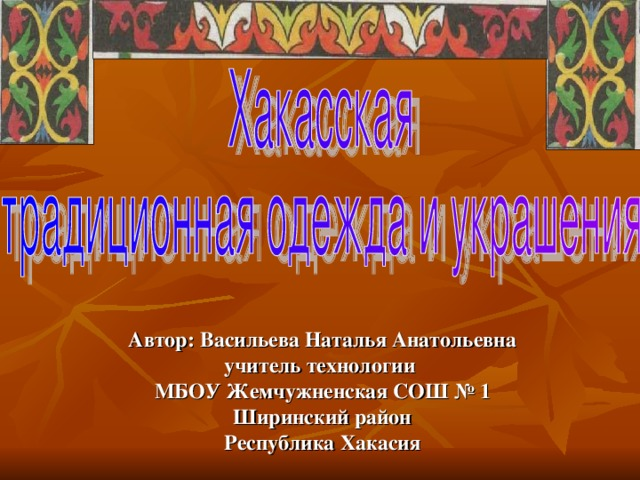 Хакасская
традиционная одежда и украшения
Автор: Васильева Наталья Анатольевна
учитель технологии
МБОУ Жемчужненская СОШ № 1
Ширинский район
Республика Хакасия